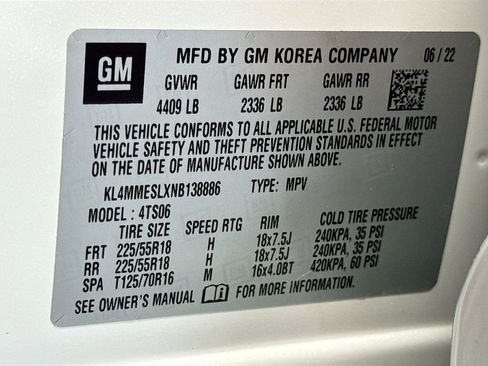 GM MFD BY GM KOREA COMPANY 06/22
GVWR GAWR FRT GAWR RR
4409 LB 2336 LB 2336 LB
THIS VEHICLE CONFORMS TO ALL APPLICABLE U.S. FEDERAL MOTOR
VEHICLE SAFETY AND THEFT PREVENTION STANDARDS IN EFFECT
ON THE DATE OF MANUFACTURE SHOWN ABOVE.
KL4MMESLXNB138886 TYPE: MPV
MODEL : 4TS06
TIRE SIZE SPEED RTG RIM COLD TIRE PRESSURE
FRT 225/55R18 H 18x7.5J 240KPA, 35 PSI
RR 225/55R18 H 18x7.5J 240KPA, 35 PSI
SPA T125/70R16 M 16x4.0BT 420KPA, 60 PSI
SEE OWNER'S MANUAL FOR MORE INFORMATION.